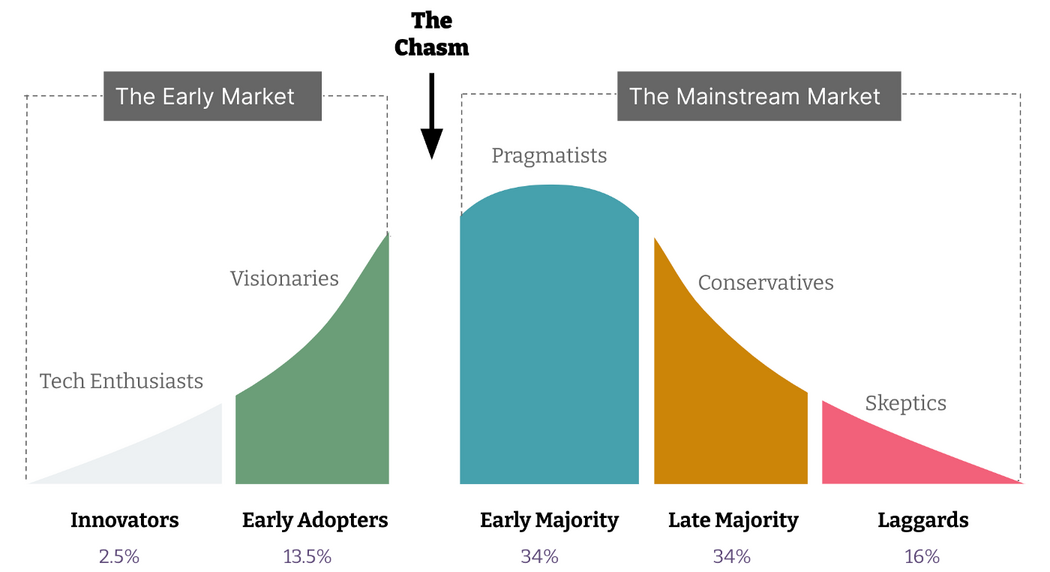 The
Chasm
The Early Market
The Mainstream Market
Pragmatists
Visionaries
Conservatives
Tech Enthusiasts
Skeptics
Innovators
Early Adopters
Early Majority
Late Majority
Laggards
2.5%
13.5%
34%
34%
16%